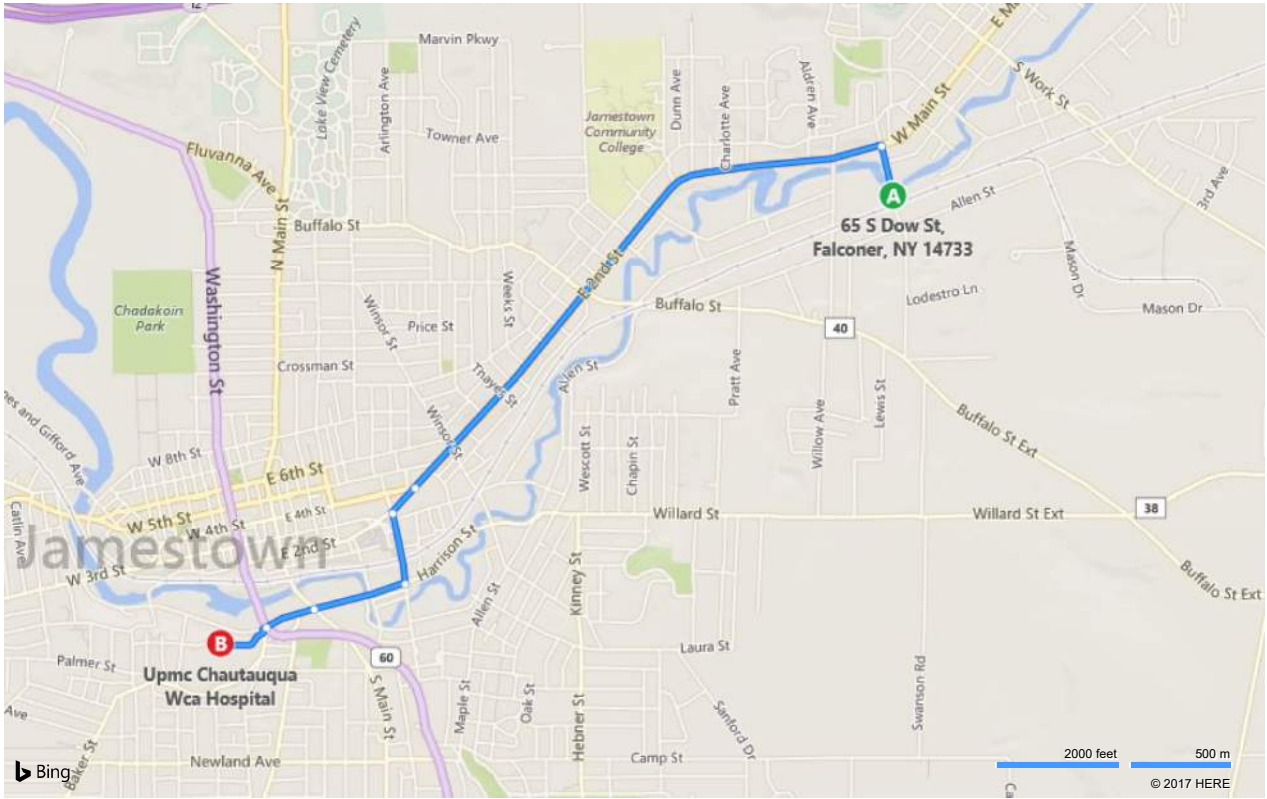 12
E M
Marvin Pkwy
Lake View Cemetery
Arlington Ave
Towner Ave
Jamestown
Community
College
Dunn Ave
Charlotte Ave
Aldren Ave
W Main St
S Work St
Fluvanna Ave
N Main St
Buffalo St
A
Allen St
3rd Ave
65 S Dow St,
Falconer, NY 14733
Washington St
Chadakoin
Park
Winsor St
Price St
Weeks St
E 2nd St
Buffalo St
Lodestro Ln
Mason Dr
Mason Dr
40
Crossman St
Thayer St
Allen St
Pratt Ave
Willow Ave
Lewis St
Buffalo St Ext
nes and Gifford Ave
Winsor St
W 8th St
E 6th St
Wescott St
Chapin St
Catlin Ave
W 5th St
W 4th St
E 4th St
Willard St
Willard St Ext
38
Jamestown
E 2nd St
Harrison St
W 3rd St
Allen St
Kinney St
Buffalo St Ext
B
Upmc Chautauqua
Wca Hospital
Palmer St
60
Laura St
Swanson Rd
S Main St
Maple St
Oak St
Hebner St
Sanford Dr
Ave
Baker St
Newland Ave
Camp St
Ca
Bing
2000 feet
500 m
© 2017 HERE